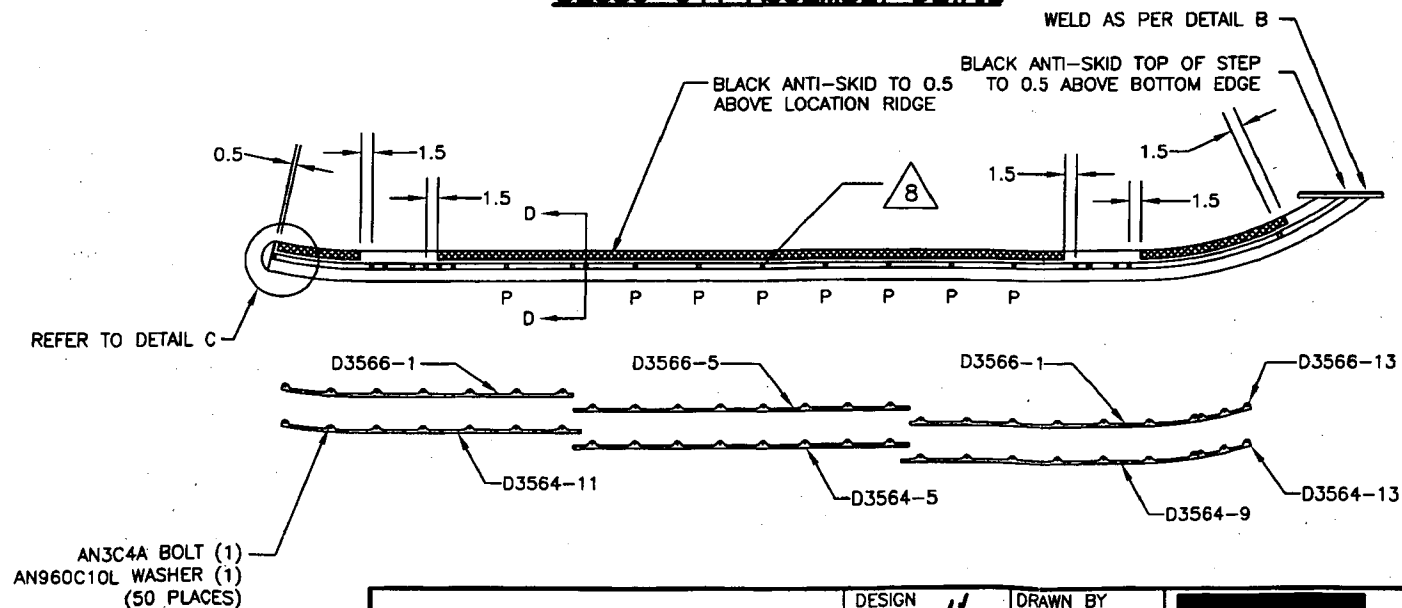 WELD AS PER DETAIL B
BLACK ANTI-SKID TOP OF STEP
TO 0.5 ABOVE BOTTOM EDGE
BLACK ANTI-SKID TO 0.5
ABOVE LOCATION RIDGE
0.5
1.5
1.5
8
1.5
1.5
1.5
D
D
P P P P P P P P
REFER TO DETAIL C
D3566-1
D3566-5
D3566-1
D3566-13
D3564-11
D3564-5
D3564-9
D3564-13
AN3C4A BOLT (1)
AN960C10L WASHER (1)
(50 PLACES)
DESIGN
DRAWN BY